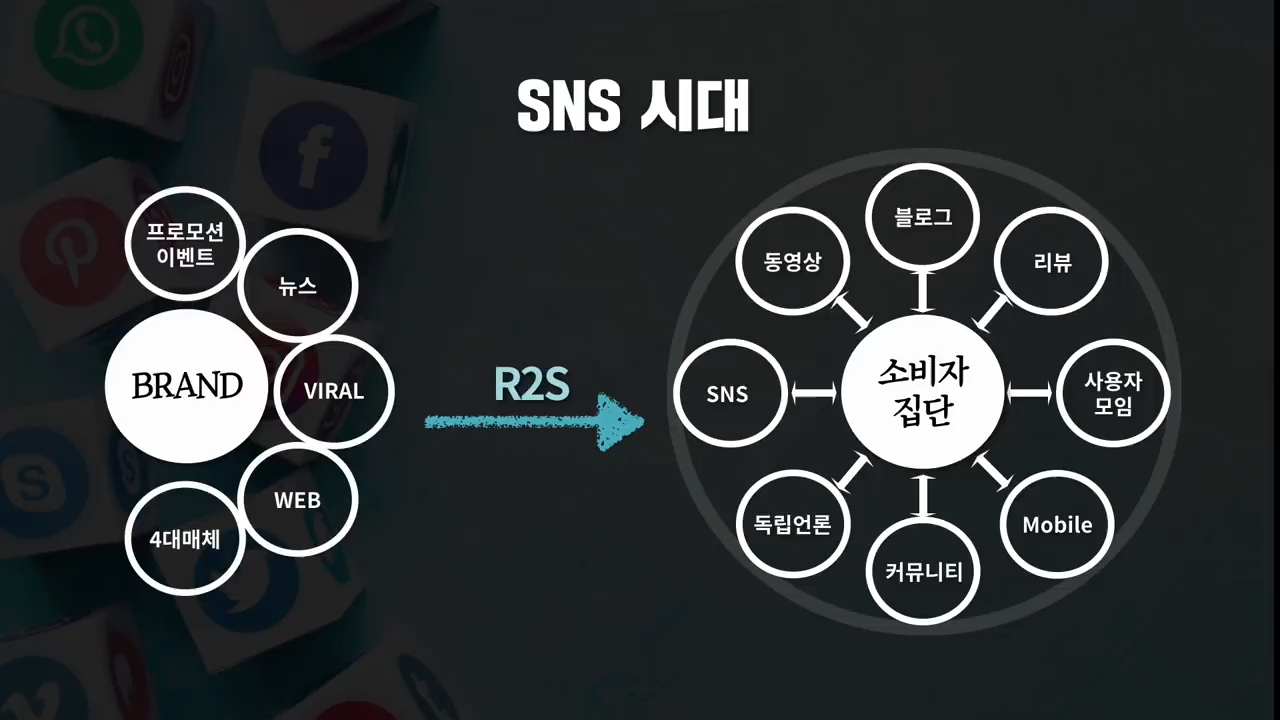 SNS 시대
프로모션
이벤트
뉴스
BRAND
VIRAL
WEB
4대매체
R2S
블로그
동영상
리뷰
SNS
소비자
집단
사용자
모임
독립언론
Mobile
커뮤니티